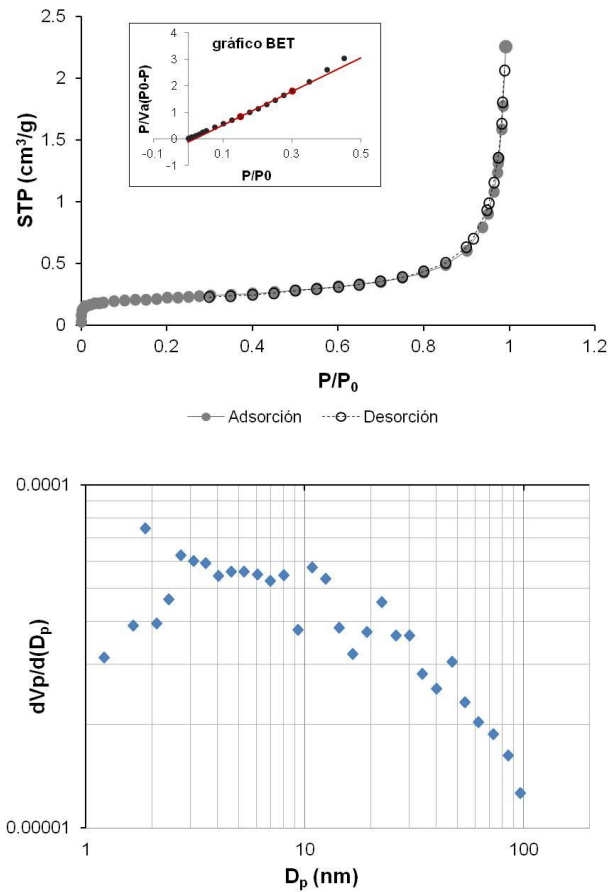 2.5
2
1.5
1
0.5
0
STP (cm³/g)
gráfico BET
4
3
2
1
0
-1
P/Va(P0-P)
-0.1 0.1 0.3 0.5
P/P0
0 0.2 0.4 0.6 0.8 1 1.2
P/P₀
Adsorción Desorción
0.0001
0.00001
dVp/d(Dₚ)
1 10 100
Dₚ (nm)